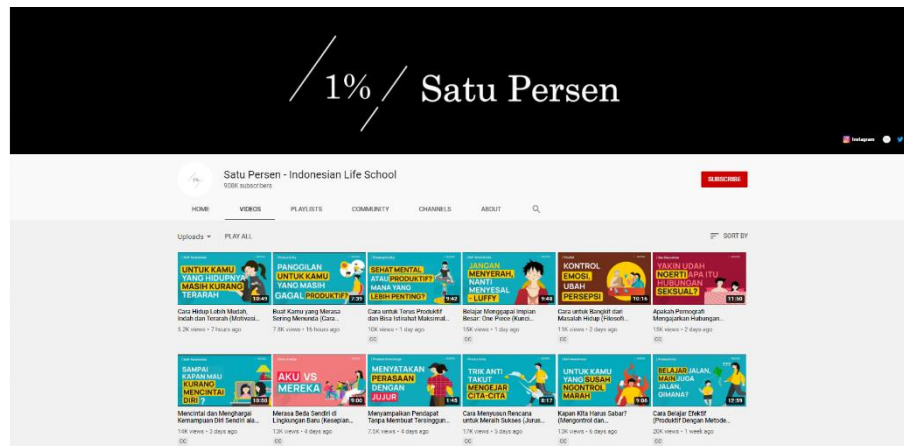 1% Satu Persen
Instagram
Satu Persen - Indonesian Life School
908K subscribers
SUBSCRIBE
HOME VIDEOS PLAYLISTS COMMUNITY CHANNELS ABOUT
Uploads PLAY ALL SORT BY
UNTUK KAMU
YANG HIDUPNYA
MASIH KURANG
TERARAH
10:49
PANGGILAN
UNTUK KAMU
YANG MASIH
GAGAL PRODUKTIF?
7:39
SEHAT MENTAL
ATAU PRODUKTIF?
MANA YANG
LEBIH PENTING?
9:42
JANGAN
MENYERAH,
NANTI
MENYESAL
- LUFFY
9:48
KONTROL
EMOSI,
UBAH
PERSEPSI
10:16
YAKIN UDAH
NGERTI APA ITU
HUBUNGAN
SEKSUAL?
11:50
Cara Hidup Lebih Mudah,
Indah dan Terarah (Motivasi...
5.2K views • 7 hours ago
Buat Kamu yang Merasa
Sering Menunda (Cara...
7.8K views • 16 hours ago
Cara untuk Terus Produktif
dan Bisa Istirahat Maksimal...
10K views • 1 day ago
CC
Belajar Menggapai Impian
Besar: One Piece (Kunci...
15K views • 1 day ago
CC
Cara untuk Bangkit dari
Masalah Hidup (Filosofi...
11K views • 2 days ago
CC
Apakah Pornografi
Mengajarkan Hubungan...
15K views • 2 days ago
CC
SAMPAI
KAPAN MAU
KURANG
MENCINTAI
DIRI ?
10:50
AKU VS
MEREKA
9:00
MENYATAKAN
PERASAAN
DENGAN
JUJUR
1:45
TRIK ANTI
TAKUT
MENGEJAR
CITA-CITA
8:17
UNTUK KAMU
YANG SUSAH
NGONTROL
MARAH
9:06
BELAJAR JALAN,
MAIN JUGA
JALAN,
GIMANA?
12:59
Mencintai dan Menghargai
Kemampuan Diri Sendiri ala...
14K views • 3 days ago
CC
Merasa Beda Sendiri di
Lingkungan Baru (Kesepian...
13K views • 4 days ago
CC
Menyampaikan Pendapat
Tanpa Membuat Tersinggun...
7.5K views • 4 days ago
CC
Cara Menyusun Rencana
untuk Meraih Sukses (Jurus...
17K views • 5 days ago
CC
Kapan Kita Harus Sabar?
(Mengontrol dan...
13K views • 6 days ago
CC
Cara Belajar Efektif
(Produktif Dengan Metode...
20K views • 1 week ago
CC